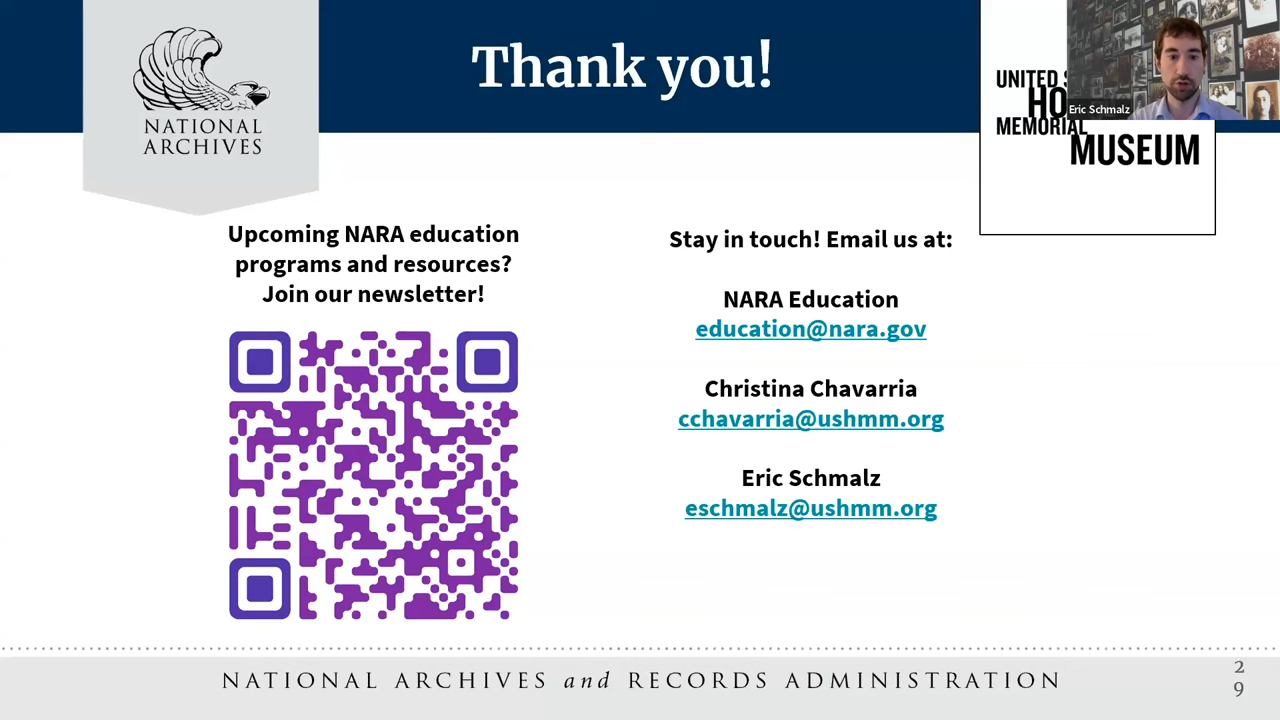 Thank you!
NATIONAL
ARCHIVES
UNITED S
HO
MEMORIAL
MUSEUM
Eric Schmalz
Upcoming NARA education
programs and resources?
Join our newsletter!
Stay in touch! Email us at:
NARA Education
education@nara.gov
Christina Chavarria
cchavarria@ushmm.org
Eric Schmalz
eschmalz@ushmm.org
NATIONAL ARCHIVES and RECORDS ADMINISTRATION
2
9